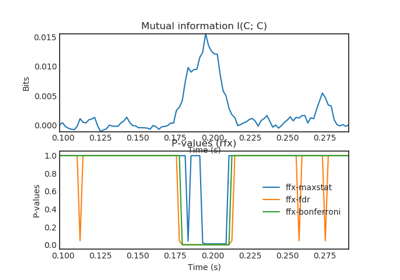 Mutual information I(C; C)
0.015
0.010
0.005
0.000
Bits
0.100 0.125 0.150 0.175 0.200 0.225 0.250 0.275
Time (s)
P-values (rfx)
1.0
0.8
0.6
0.4
0.2
0.0
P-values
ffx-maxstat
ffx-fdr
ffx-bonferroni
0.100 0.125 0.150 0.175 0.200 0.225 0.250 0.275
Time (s)